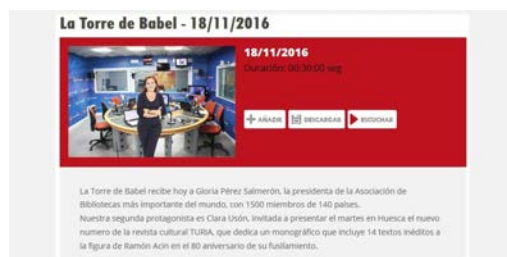 La Torre de Babel - 18/11/2016
18/11/2016
Duración: 00:30:00 seg
AÑADIR
DESCARGAR
ESCUCHAR
La Torre de Babel recibe hoy a Gloria Pérez Salmerón, la presidenta de la Asociación de
Bibliotecas más importante del mundo, con 1500 miembros de 140 países.
Nuestra segunda protagonista es Clara Usón, invitada a presentar el martes en Huesca el nuevo
numero de la revista cultural TURIA, que dedica un monográfico que incluye 14 textos inéditos a
la figura de Ramón Acin en el 80 aniversario de su fusilamiento.